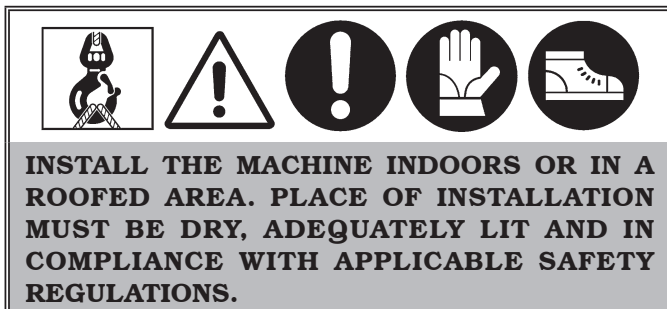 INSTALL THE MACHINE INDOORS OR IN A
ROOFED AREA. PLACE OF INSTALLATION
MUST BE DRY, ADEQUATELY LIT AND IN
COMPLIANCE WITH APPLICABLE SAFETY
REGULATIONS.